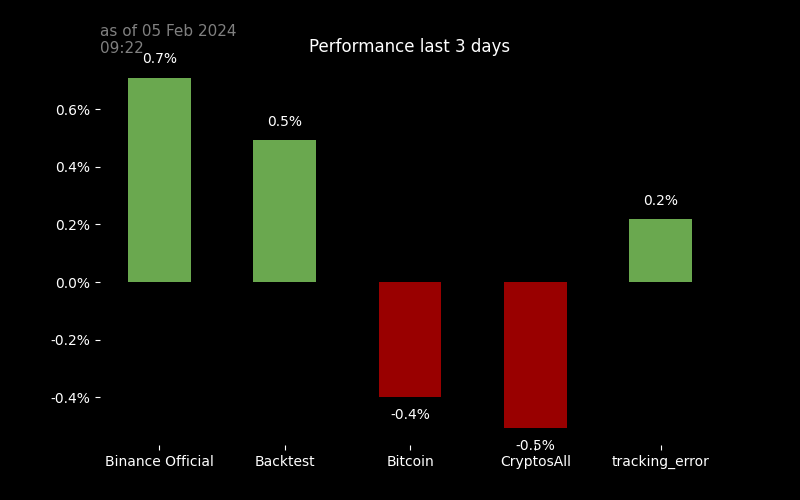 as of 05 Feb 2024
09:22
Performance last 3 days
0.7%
0.5%
0.2%
-0.4%
-0.5%
0.6%
0.4%
0.2%
0.0%
-0.2%
-0.4%
Binance Official
Backtest
Bitcoin
CryptosAll
tracking_error